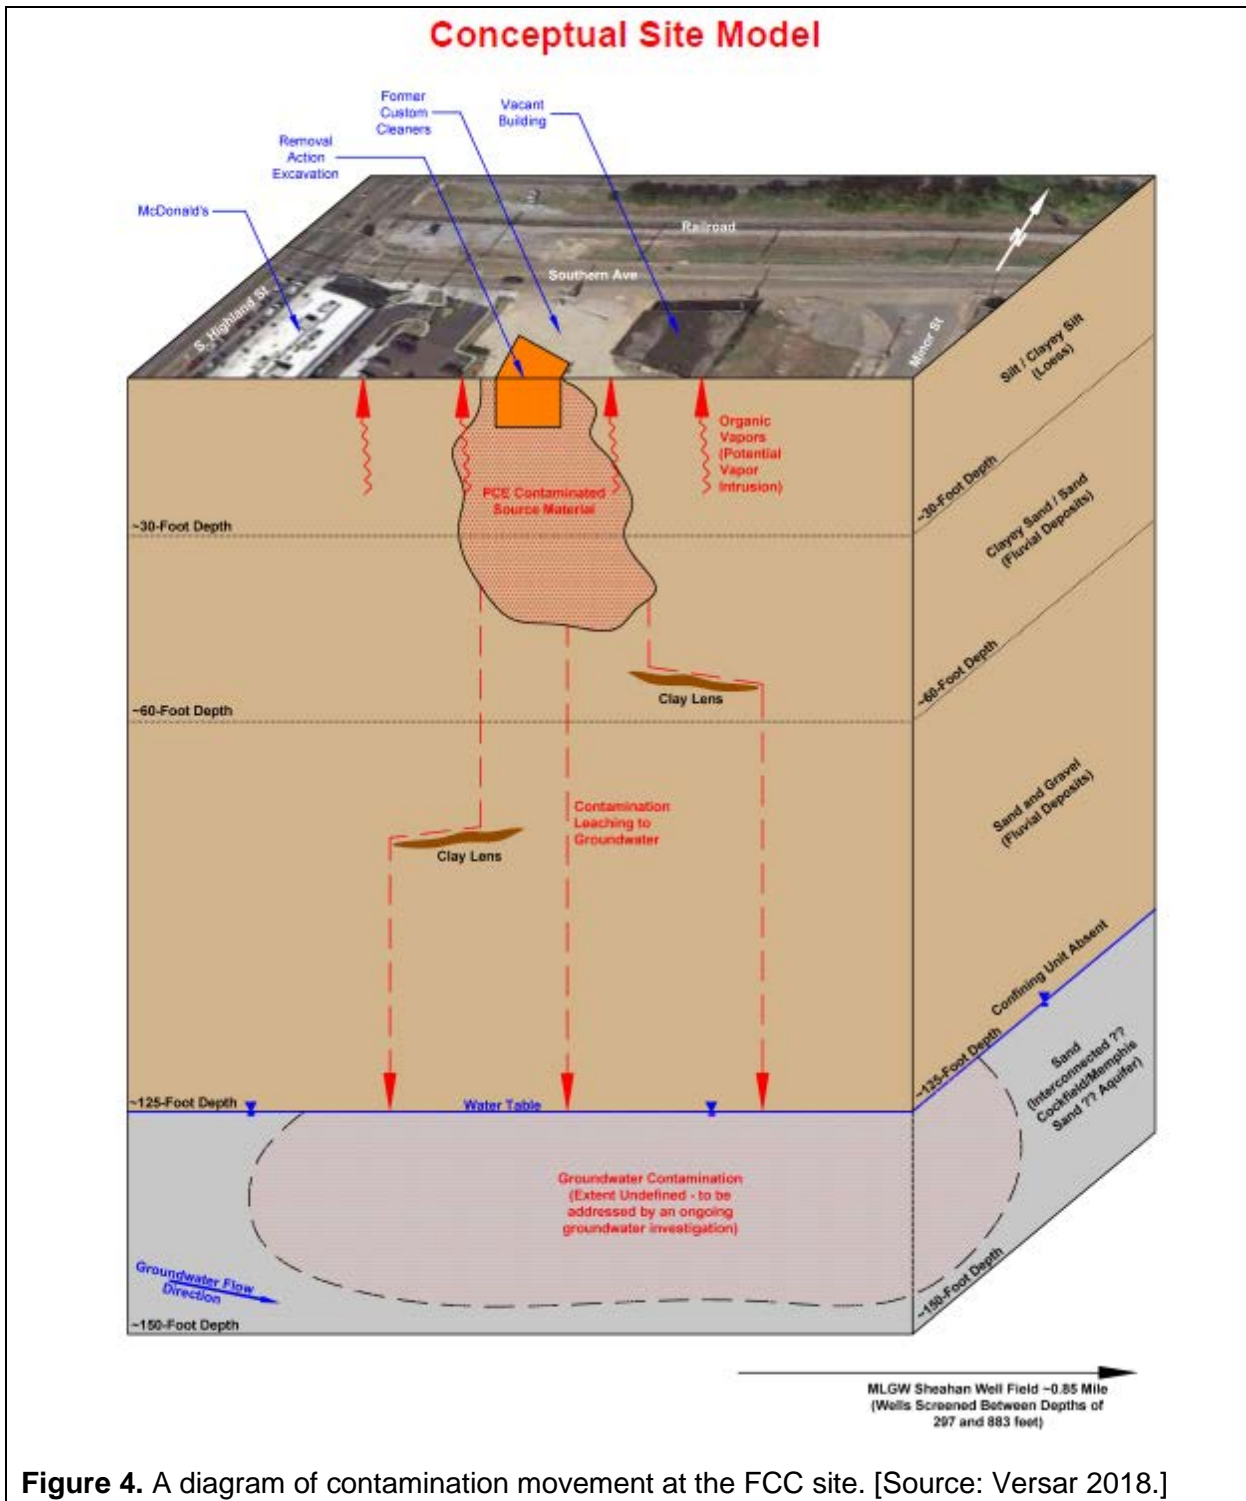 Conceptual Site Model
Former
Custom
Cleaners
Vacant
Building
Removal
Action
Excavation
McDonald's
Railroad
Southern Ave
S. Highland St
Minor St
N
Silt / Clayey Silt
(Loess)
Organic
Vapors
(Potential
Vapor
Intrusion)
PCE Contaminated
Source Material
~30-Foot Depth
~30-Foot Depth
Clayey Sand / Sand
(Fluvial Deposits)
~60-Foot Depth
~60-Foot Depth
Clay Lens
Sand and Gravel
(Fluvial Deposits)
Contamination
Leaching to
Groundwater
Clay Lens
Confining Unit Absent
~125-Foot Depth
~125-Foot Depth
Water Table
Sand
(Interconnected ??
Cockfield/Memphis
Sand ?? Aquifer)
Groundwater Contamination
(Extent Undefined - to be
addressed by an ongoing
groundwater investigation)
Groundwater Flow
Direction
~150-Foot Depth
~150-Foot Depth
MLGW Sheahan Well Field ~0.85 Mile
(Wells Screened Between Depths of
297 and 883 feet)
Figure 4. A diagram of contamination movement at the FCC site. [Source: Versar 2018.]